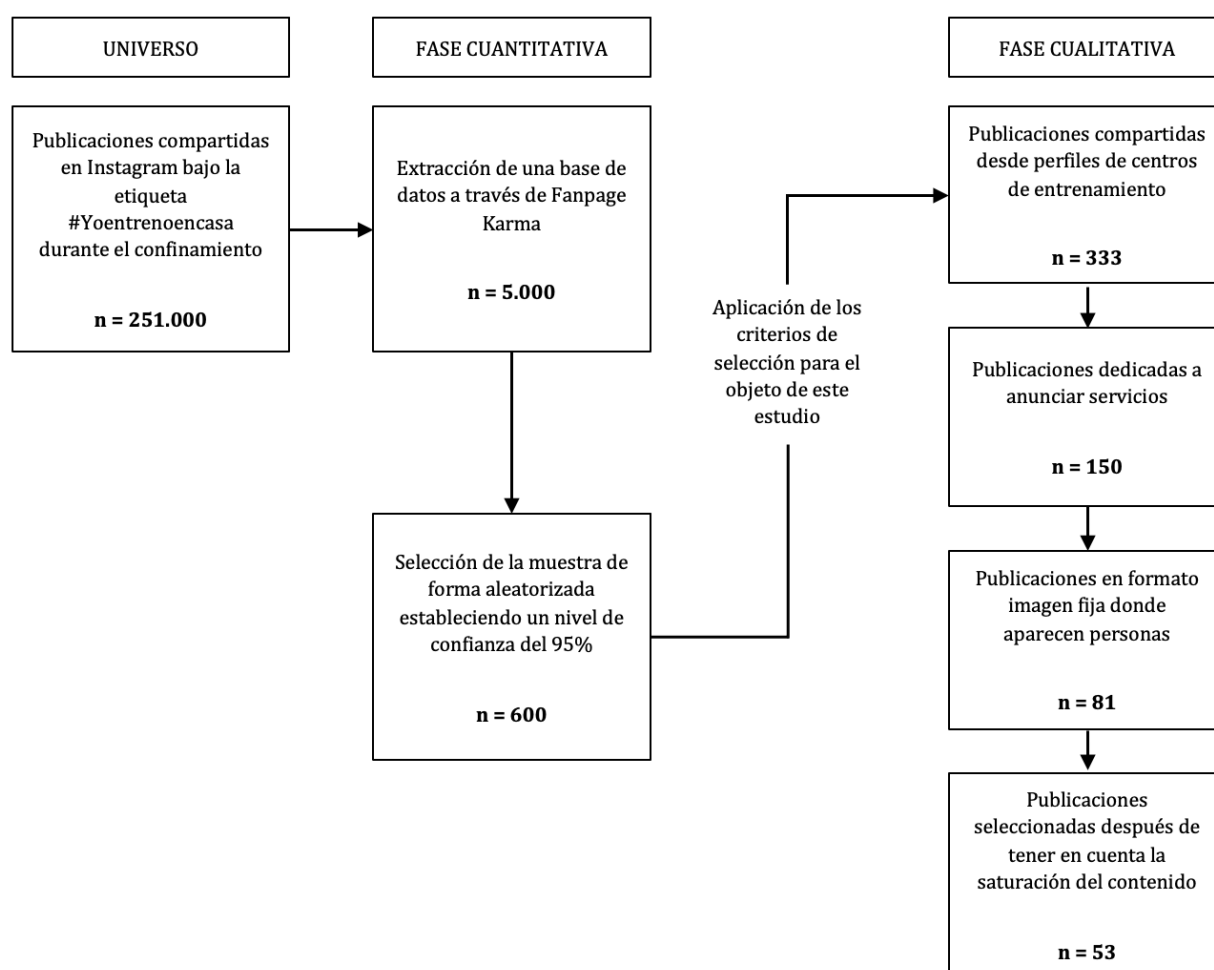 UNIVERSO
Publicaciones compartidas
en Instagram bajo la
etiqueta
#Yoentrenoencasa
durante el confinamiento
n = 251.000
FASE CUANTITATIVA
Extracción de una base de
datos a través de Fanpage
Karma
n = 5.000
Selección de la muestra de
forma aleatorizada
estableciendo un nivel de
confianza del 95%
n = 600
Aplicación de los
criterios de
selección para el
objeto de este
estudio
FASE CUALITATIVA
Publicaciones compartidas
desde perfiles de centros
de entrenamiento
n = 333
Publicaciones dedicadas a
anunciar servicios
n = 150
Publicaciones en formato
imagen fija donde
aparecen personas
n = 81
Publicaciones
seleccionadas después de
tener en cuenta la
saturación del contenido
n = 53